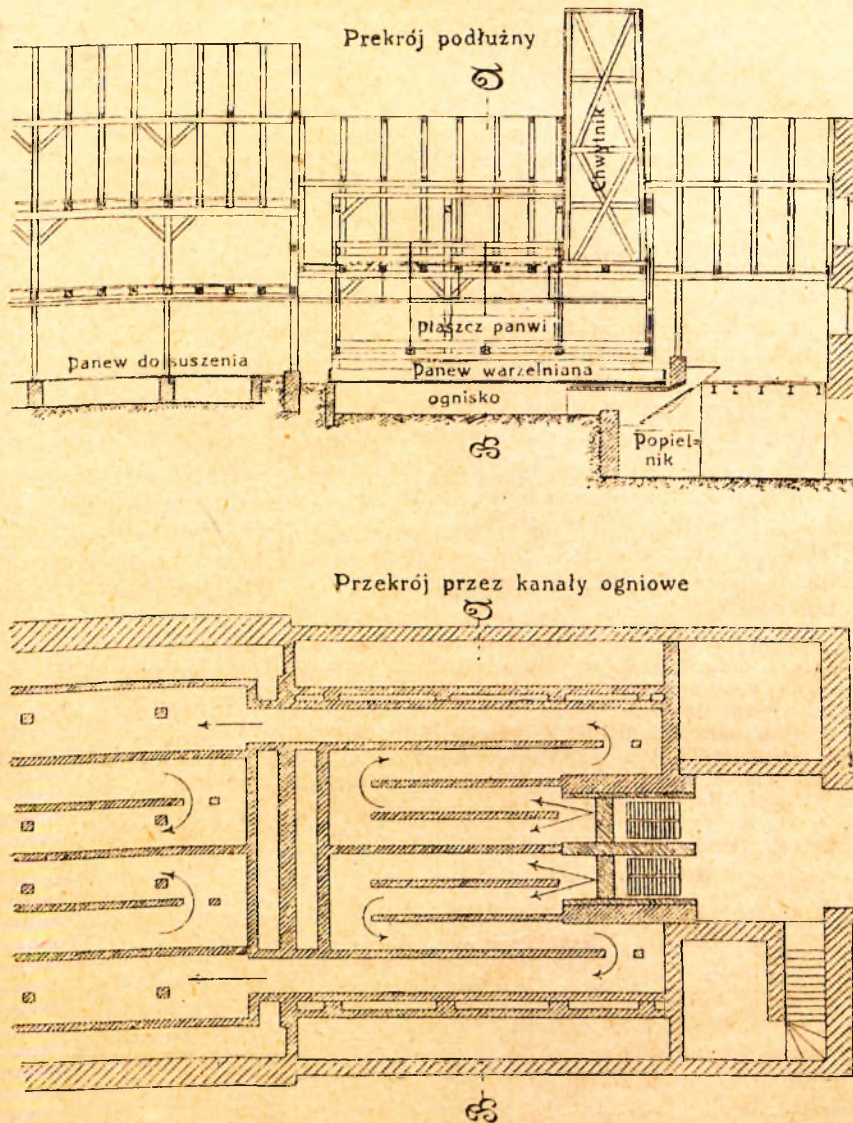 Prekrój podłużny
Chwytnik
płaszcz panwi
Panew do suszenia
Panew warzelniana
ognisko
Popiel=
nik
Przekrój przez kanały ogniowe